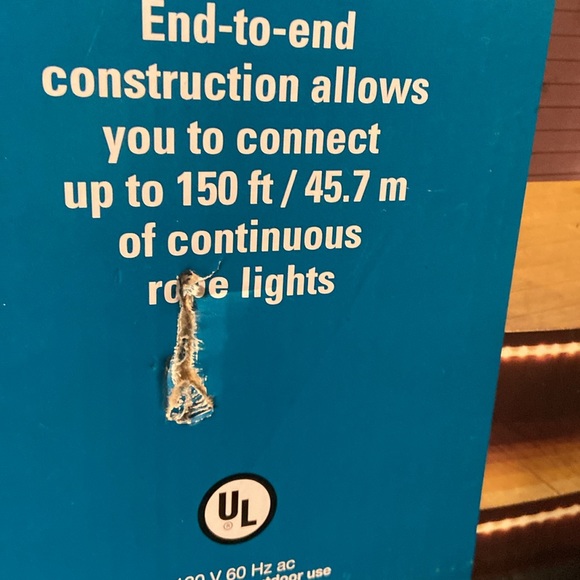 End-to-end
construction allows
you to connect
up to 150 ft / 45.7 m
of continuous
rope lights
UL
®
V 60 Hz ac
use